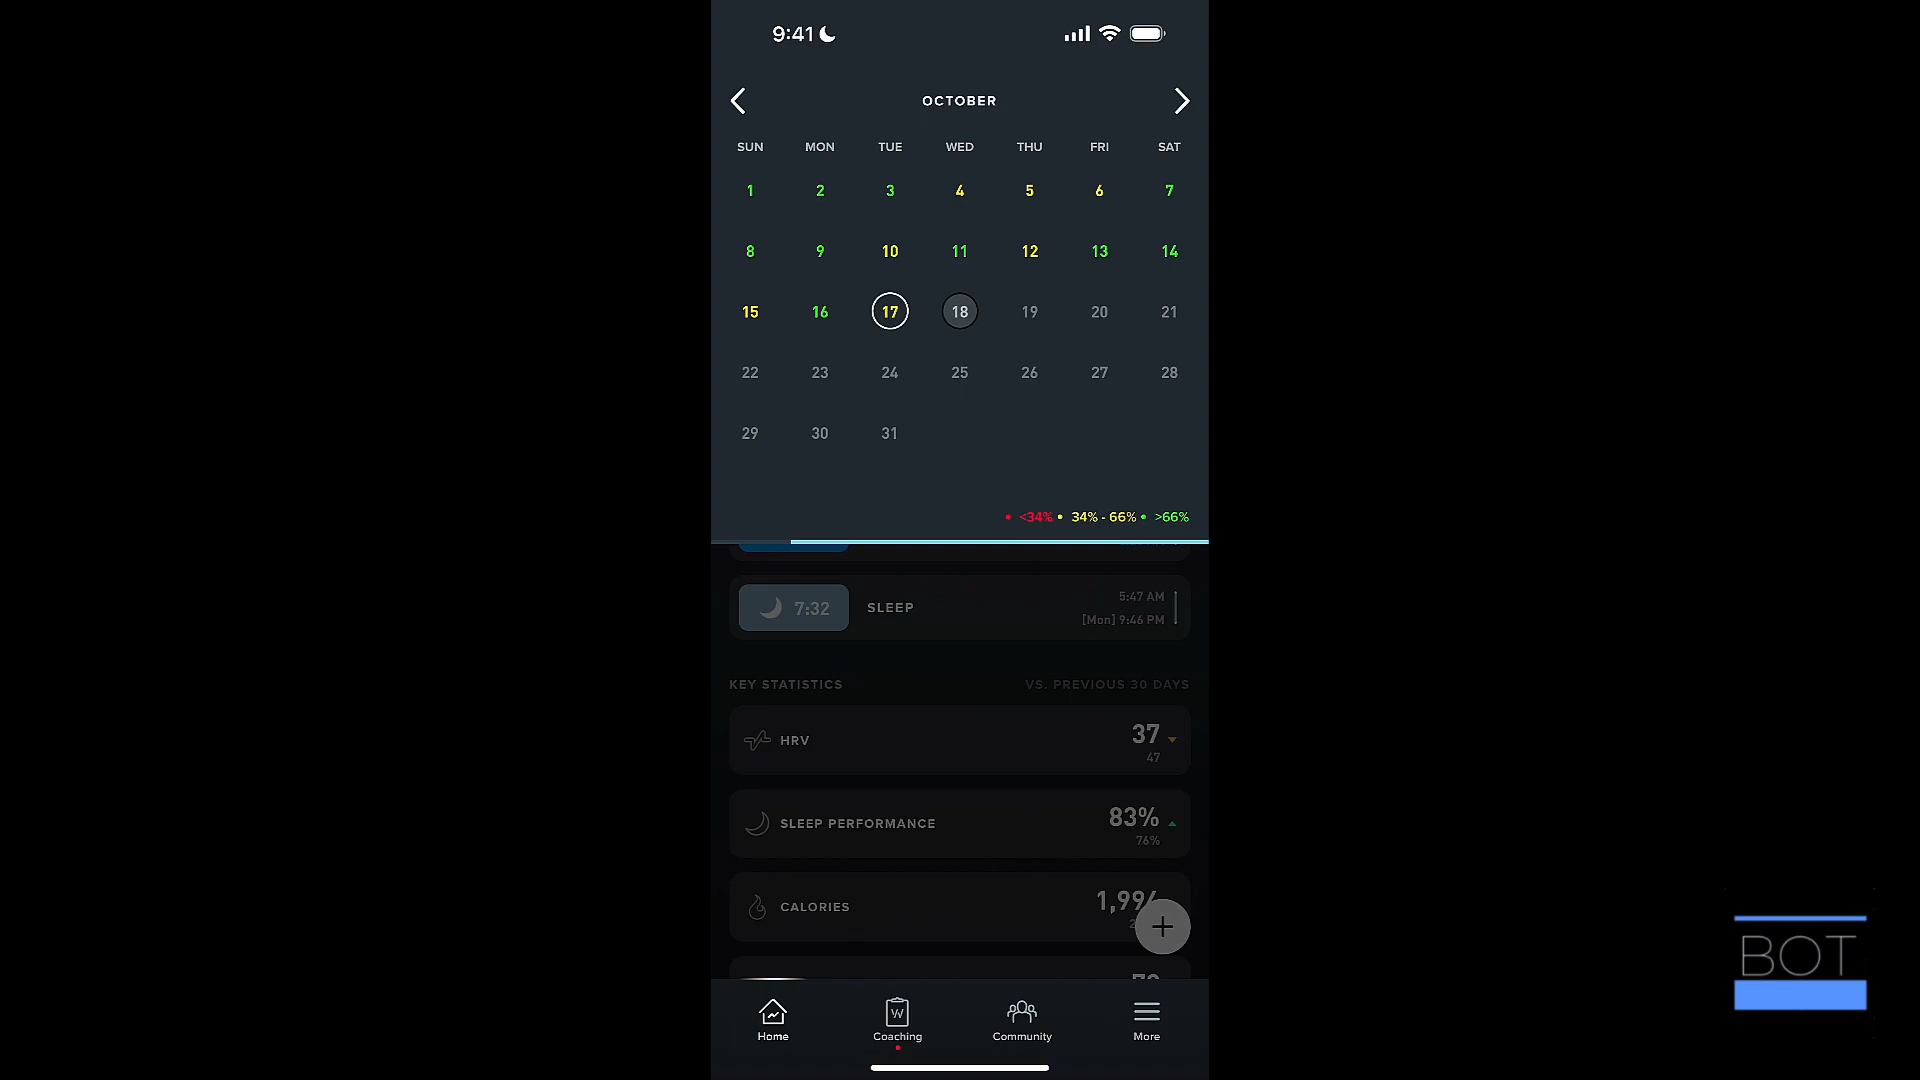 9:41
OCTOBER
SUN MON TUE WED THU FRI SAT
1 2 3 4 5 6 7
8 9 10 11 12 13 14
15 16 17 18 19 20 21
22 23 24 25 26 27 28
29 30 31
<34% 34% - 66% >66%
7:32 SLEEP 5:47 AM
[Mon] 9:46 PM
KEY STATISTICS VS. PREVIOUS 30 DAYS
HRV 37
47
SLEEP PERFORMANCE 83%
76%
CALORIES
W
Home Coaching Community More
BOT